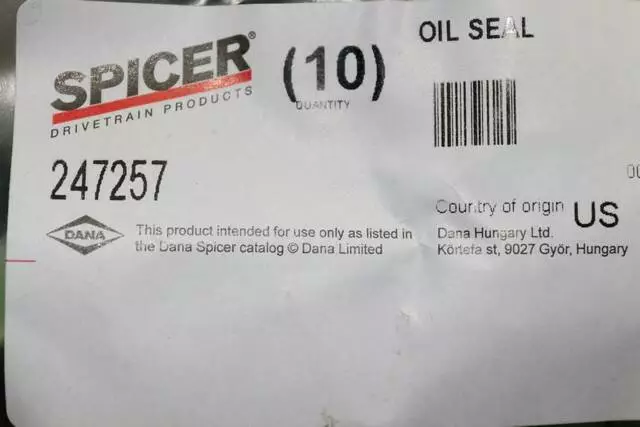 SPICER®
DRIVETRAIN PRODUCTS
(10)
QUANTITY
OIL SEAL
247257
DANA
This product intended for use only as listed in
the Dana Spicer catalog © Dana Limited
Country of origin US
Dana Hungary Ltd.
Körtefa st, 9027 Györ, Hungary